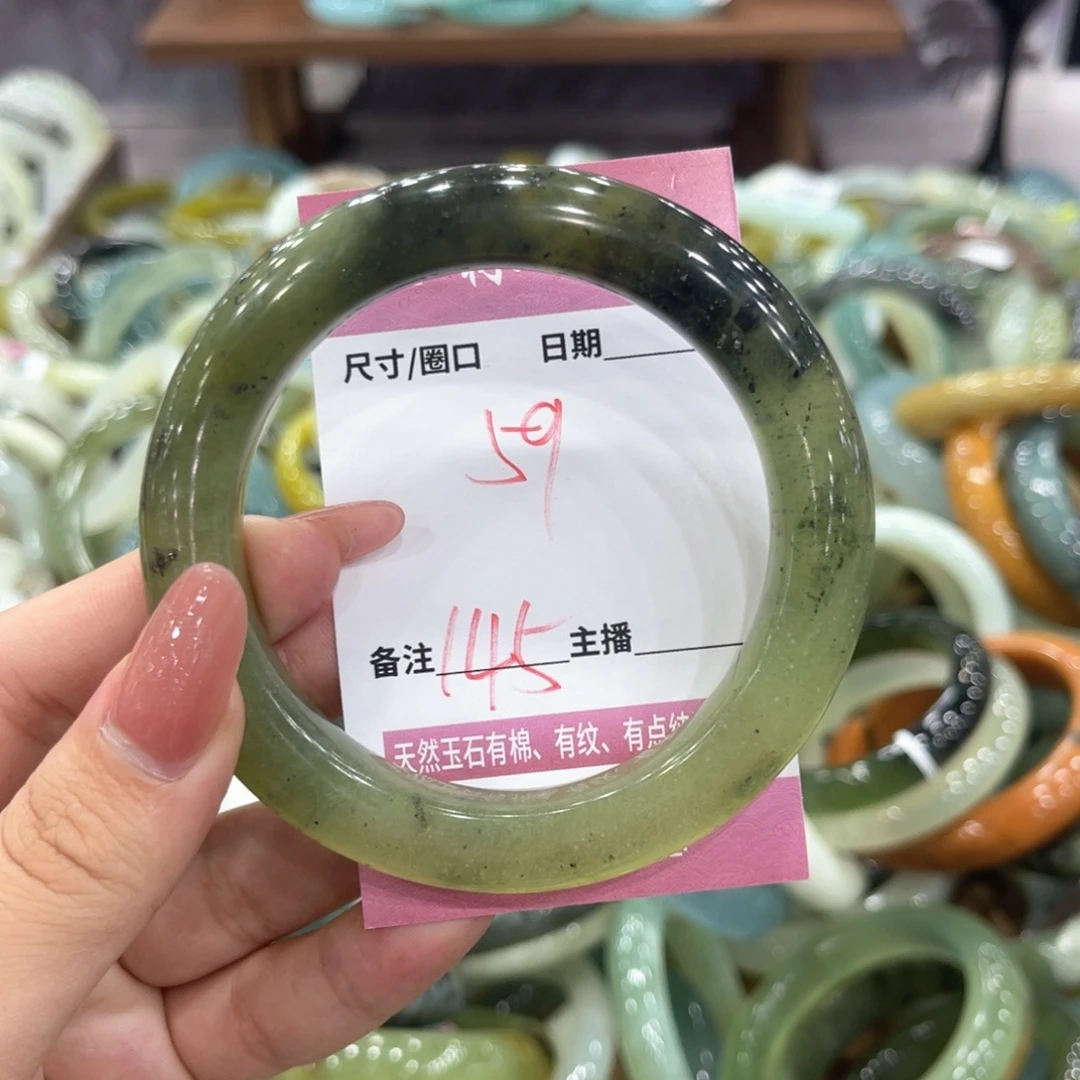 尺寸/圈口 日期
59
备注 145 主播
天然玉石有棉、有纹、有点